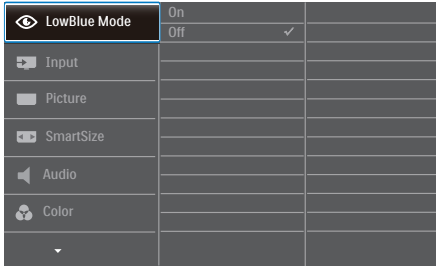 LowBlue Mode
On
Off
Input
Picture
SmartSize
Audio
Color